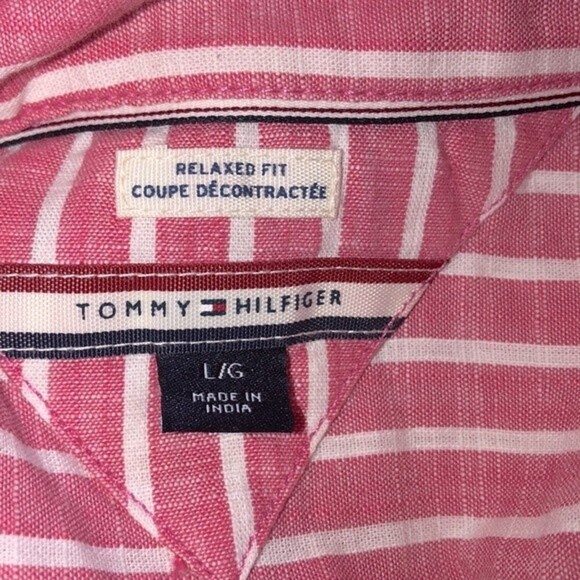 RELAXED FIT
COUPE DÉCONTRACTÉE
TOMMY HILFIGER
L/G
MADE IN
INDIA